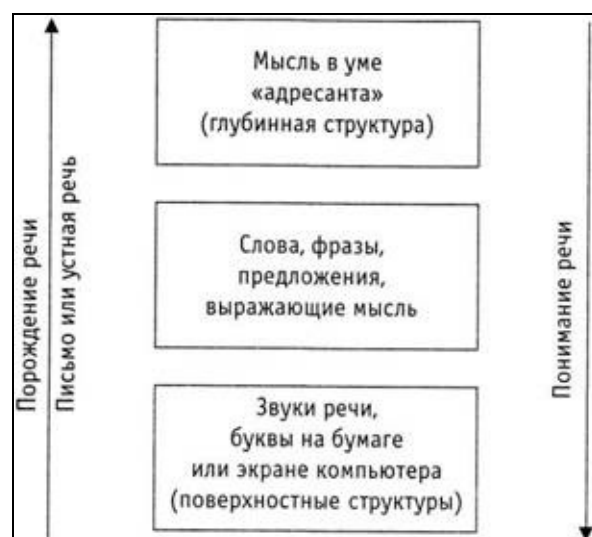 Порождение речи
Письмо или устная речь
Мысль в уме
«адресанта»
(глубинная структура)
Слова, фразы,
предложения,
выражающие мысль
Звуки речи,
буквы на бумаге
или экране компьютера
(поверхностные структуры)
Понимание речи